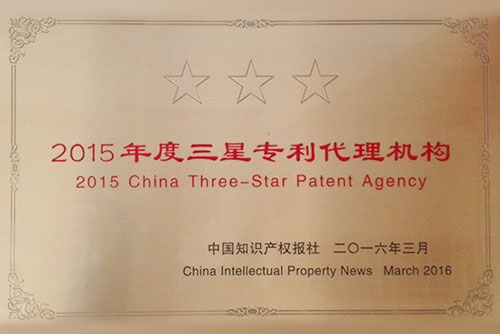 2015年度三星专利代理机构
2015 China Three-Star Patent Agency
中国知识产权报社 二〇一六年三月
China Intellectual Property News March 2016